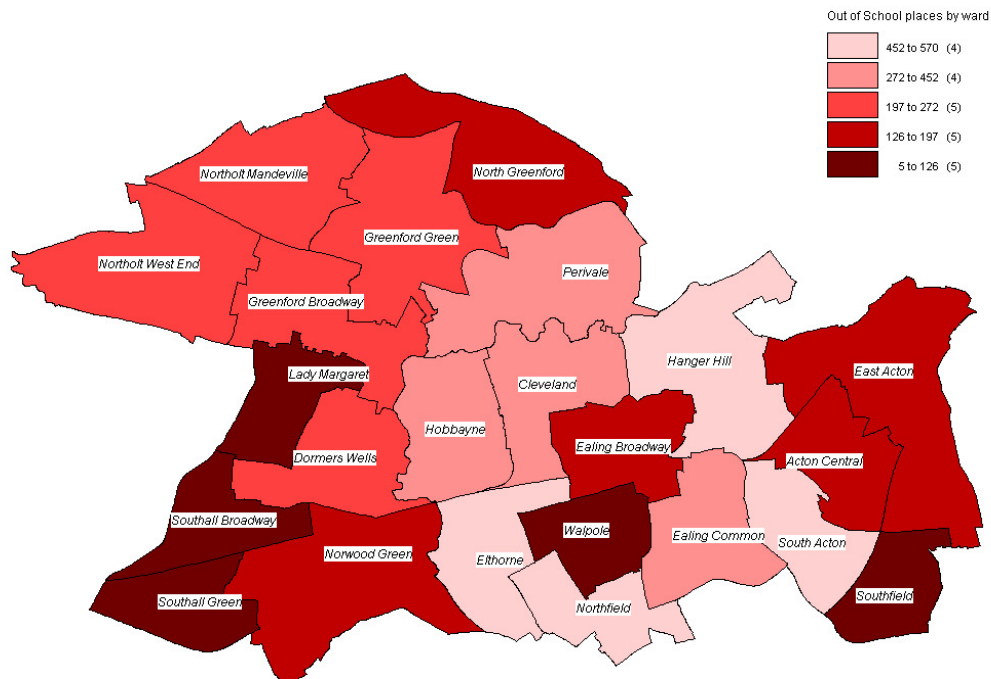 Out of School places by ward
452 to 570 (4)
272 to 452 (4)
197 to 272 (5)
126 to 197 (5)
5 to 126 (5)
Northolt Mandeville
North Greenford
Greenford Green
Northolt West End
Perivale
Greenford Broadway
Hanger Hill
Lady Margaret
East Acton
Cleveland
Hobbayne
Ealing Broadway
Dormers Wells
Acton Central
Southall Broadway
Walpole
Ealing Common
South Acton
Norwood Green
Elthorne
Southfield
Southall Green
Northfield